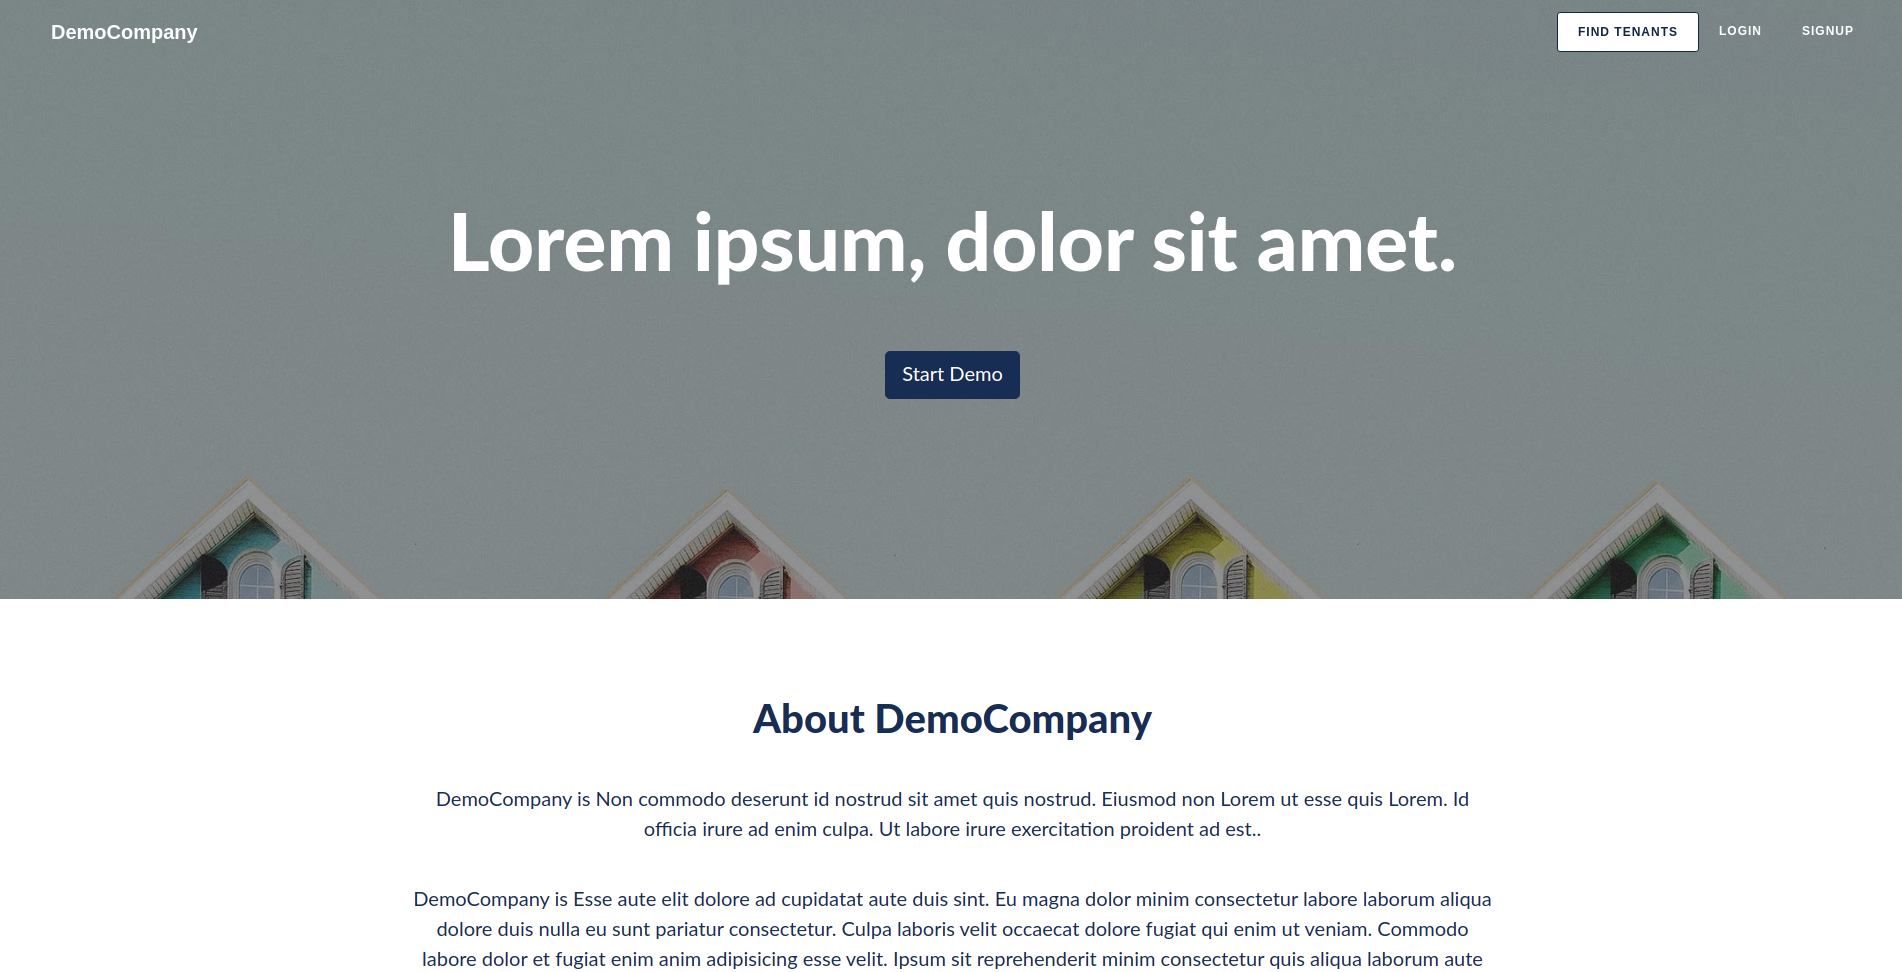 DemoCompany
FIND TENANTS
LOGIN
SIGNUP
Lorem ipsum, dolor sit amet.
Start Demo
About DemoCompany
DemoCompany is Non commodo deserunt id nostrud sit amet quis nostrud. Eiusmod non Lorem ut esse quis Lorem. Id
officia irure ad enim culpa. Ut labore irure exercitation proident ad est..
DemoCompany is Esse aute elit dolore ad cupidatat aute duis sint. Eu magna dolor minim consectetur labore laborum aliqua
dolore duis nulla eu sunt pariatur consectetur. Culpa laboris velit occaecat dolore fugiat qui enim ut veniam. Commodo
labore dolor et fugiat enim anim adipisicing esse velit. Ipsum sit reprehenderit minim consectetur quis aliqua laborum aute